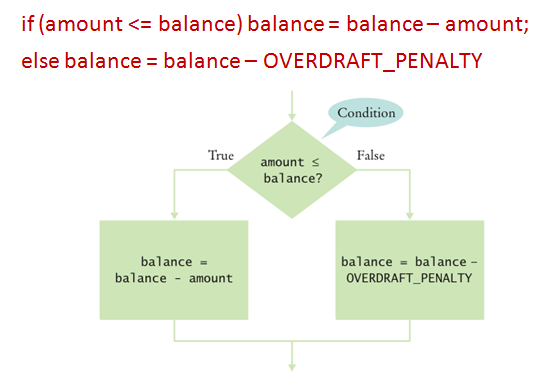 if (amount <= balance) balance = balance – amount;
else balance = balance – OVERDRAFT_PENALTY
Condition
True
amount ≤
balance?
False
balance =
balance - amount
balance = balance –
OVERDRAFT_PENALTY